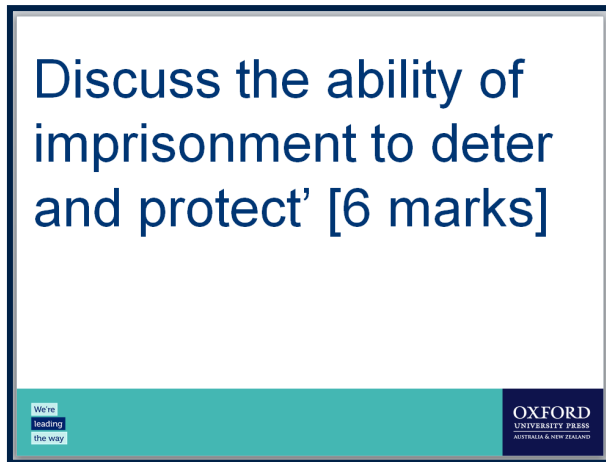 Discuss the ability of
imprisonment to deter
and protect’ [6 marks]
We're
leading
the way
OXFORD
UNIVERSITY PRESS
AUSTRALIA & NEW ZEALAND